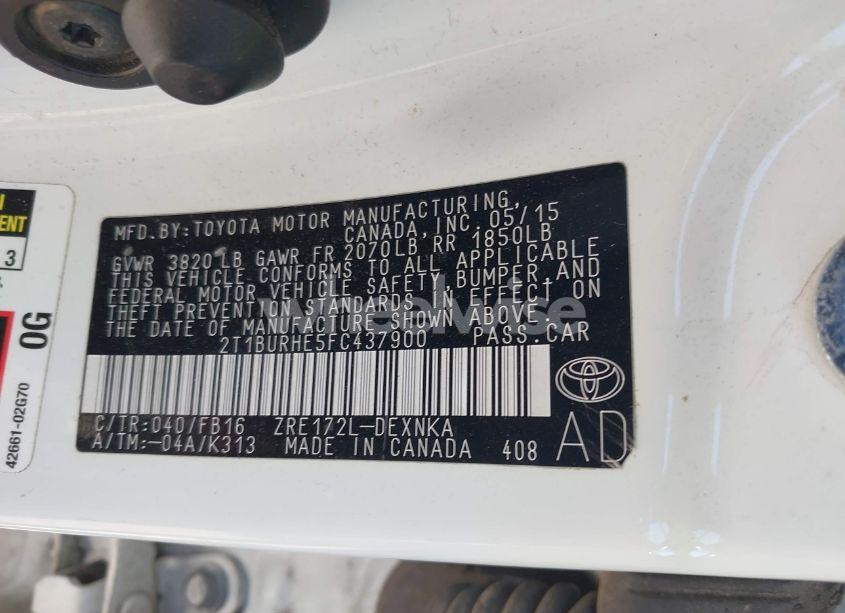 MFD.BY:TOYOTA MOTOR MANUFACTURING,
CANADA, INC. 05/15
GVWR 3820 LB GAWR FR 2070LB RR 1850LB
THIS VEHICLE CONFORMS TO ALL APPLICABLE
FEDERAL MOTOR VEHICLE SAFETY,BUMPER,AND
THEFT PREVENTION STANDARDS IN EFFECT ON
THE DATE OF MANUFACTURE SHOWN ABOVE.
2T1BURHE5FC437900 PASS.CAR
C/TR:040/FB16 ZRE172L-DEXNKA
A/TM:-04A/K313 MADE IN CANADA 408
AD
3
OG
42661-02G70